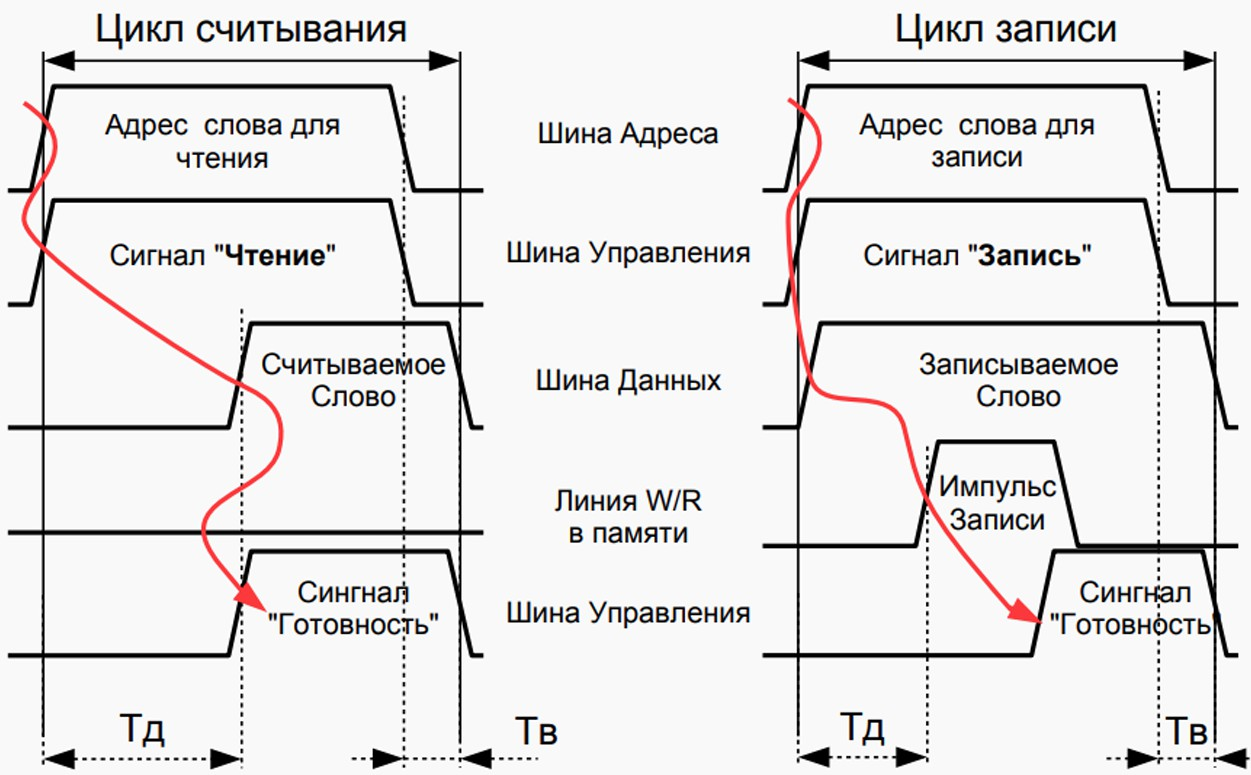 Цикл считывания
Цикл записи
Адрес слова для
чтения
Шина Адреса
Адрес слова для
записи
Сигнал "Чтение"
Шина Управления
Сигнал "Запись"
Считываемое
Слово
Шина Данных
Записываемое
Слово
Линия W/R
в памяти
Импульс
Записи
Сингнал
"Готовность"
Шина Управления
Сингнал
"Готовность"
Тд
Тв
Тд
Тв